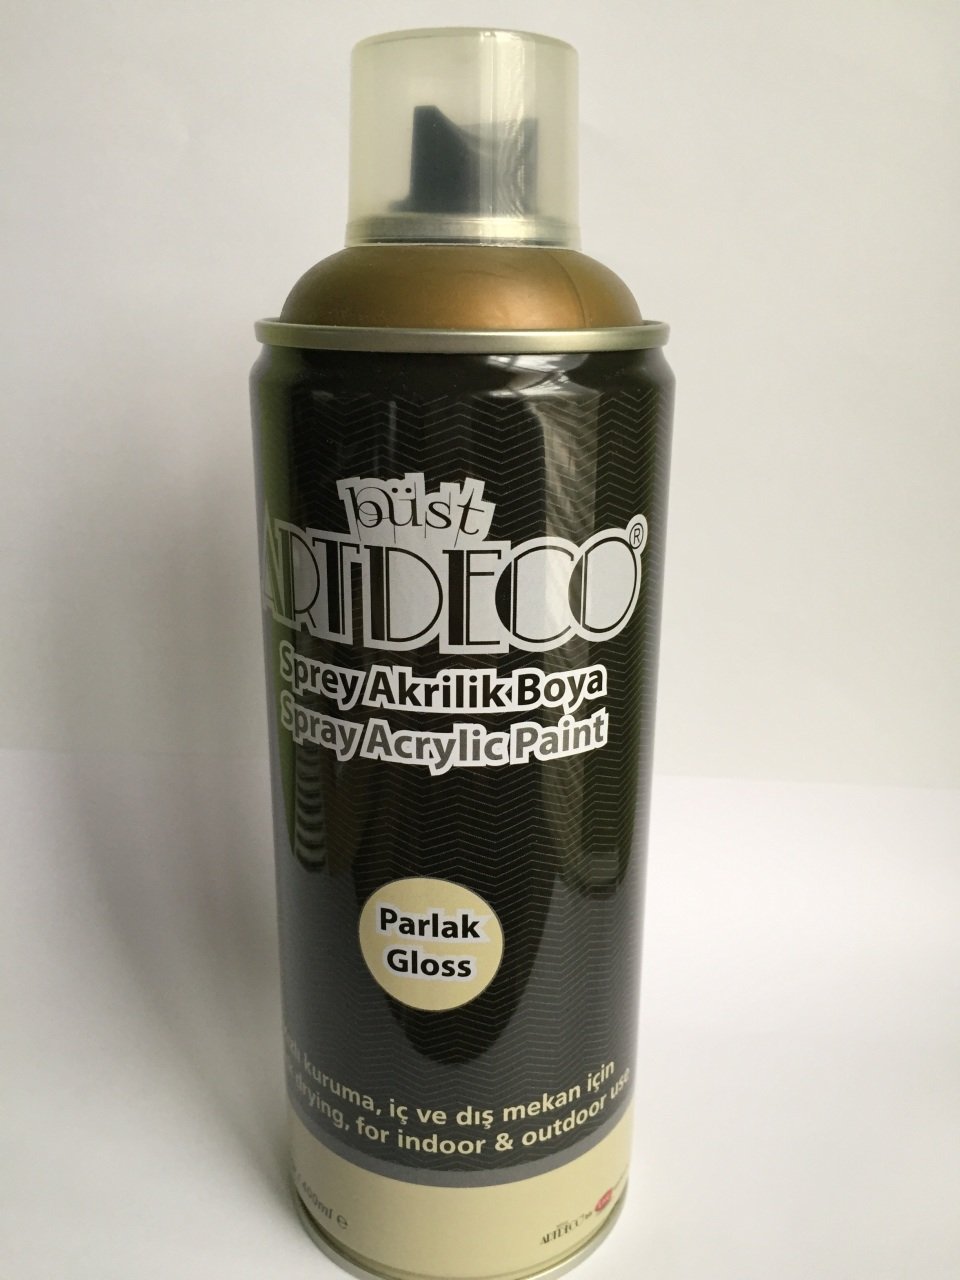 büst
ARTDECO®
Sprey Akrilik Boya
Spray Acrylic Paint
Parlak
Gloss
kuruma, iç ve dış mekan için
drying, for indoor & outdoor use
400ml e
ARTDECO